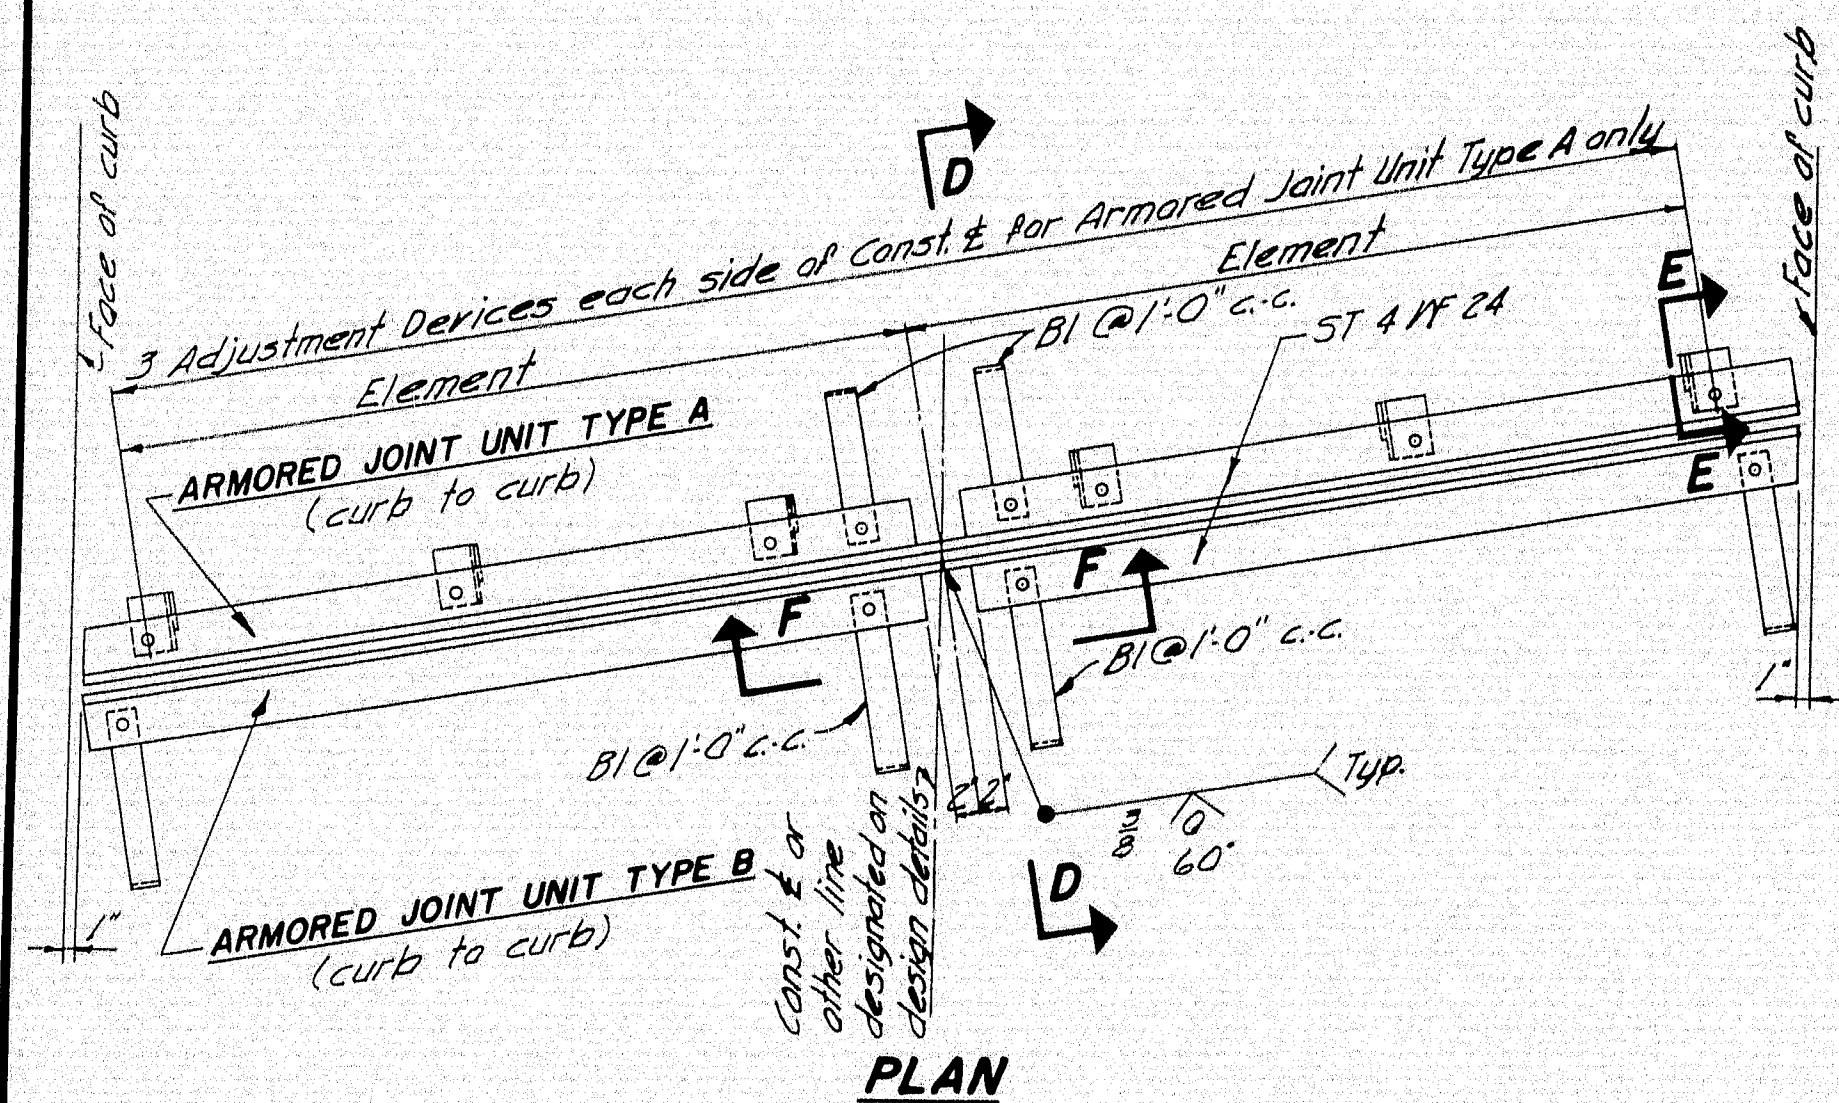 Face of curb
Face of curb
D
3 Adjustment Devices each side of Const. ℄ for Armored Joint Unit Type A only
Element
Element
E
B1 @ 1'-0" c.-c.
ST 4 WF 24
ARMORED JOINT UNIT TYPE A
(curb to curb)
E
F
F
B1 @ 1'-0" c.-c.
B1 @ 1'-0" c.-c.
1"
2" 2"
Typ.
3/8
0
60°
D
1"
ARMORED JOINT UNIT TYPE B
(curb to curb)
Const. ℄ or
other line
designated on
design details
PLAN